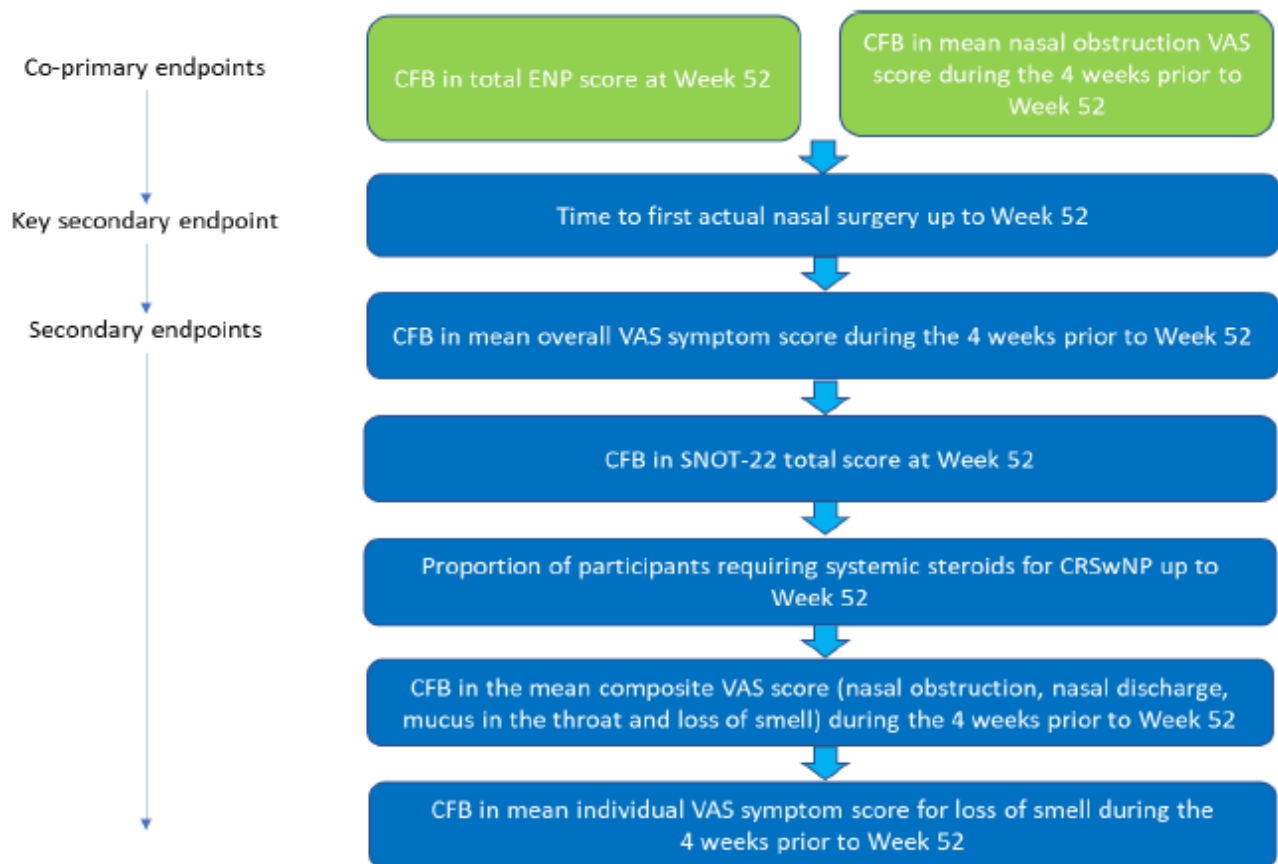 Co-primary endpoints
CFB in total ENP score at Week 52
CFB in mean nasal obstruction VAS
score during the 4 weeks prior to
Week 52
Key secondary endpoint
Time to first actual nasal surgery up to Week 52
Secondary endpoints
CFB in mean overall VAS symptom score during the 4 weeks prior to Week 52
CFB in SNOT-22 total score at Week 52
Proportion of participants requiring systemic steroids for CRSwNP up to
Week 52
CFB in the mean composite VAS score (nasal obstruction, nasal discharge,
mucus in the throat and loss of smell) during the 4 weeks prior to Week 52
CFB in mean individual VAS symptom score for loss of smell during the
4 weeks prior to Week 52